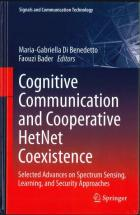 Signals and Communication Technology
Maria-Gabriella Di Benedetto
Faouzi Bader Editors
Cognitive
Communication
and Cooperative
HetNet
Coexistence
Selected Advances on Spectrum Sensing,
Learning, and Security Approaches
Springer